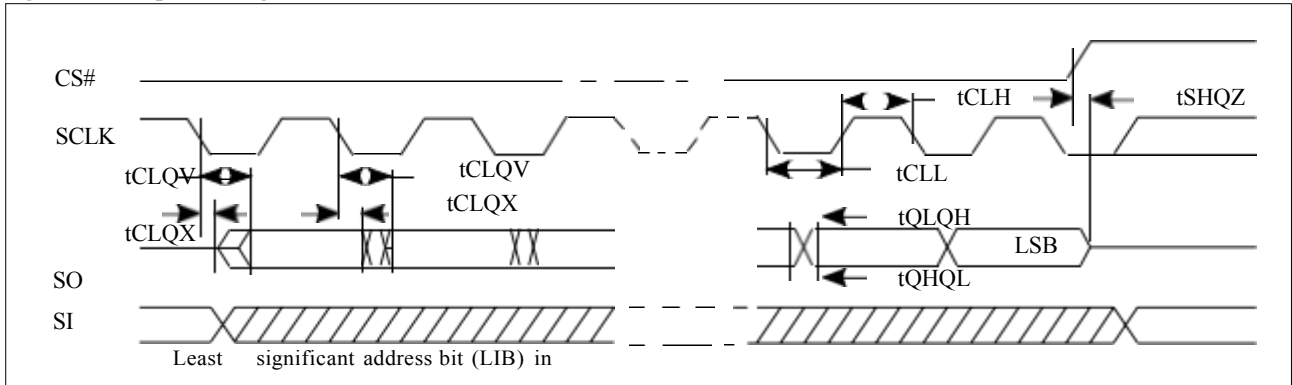 CS#
tCLH
tSHQZ
SCLK
tCLQV
tCLQV
tCLL
tCLQX
tCLQX
tQLQH
LSB
SO
tQHQL
SI
Least significant address bit (LIB) in